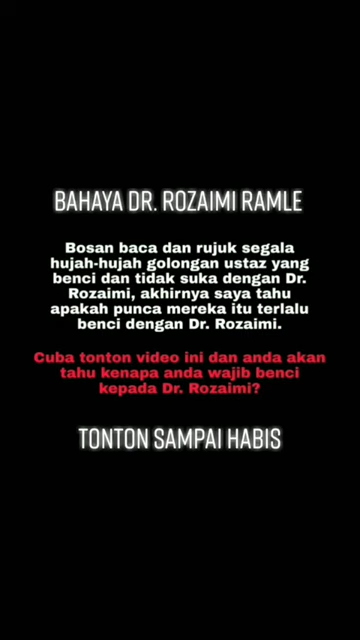 BAHAYA DR. ROZAIMI RAMLE
Bosan baca dan rujuk segala
hujah-hujah golongan ustaz yang
benci dan tidak suka dengan Dr.
Rozaimi, akhirnya saya tahu
apakah punca mereka itu terlalu
benci dengan Dr. Rozaimi.
Cuba tonton video ini dan anda akan
tahu kenapa anda wajib benci
kepada Dr. Rozaimi?
TONTON SAMPAI HABIS